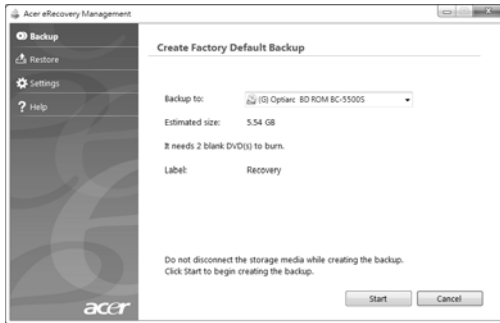 Acer eRecovery Management
Backup
Restore
Settings
Help
Create Factory Default Backup
Backup to: (G) Optiarc BD ROM BC-5500S
Estimated size: 5.54 GB
It needs 2 blank DVD(s) to burn.
Label: Recovery
Do not disconnect the storage media while creating the backup.
Click Start to begin creating the backup.
Start Cancel
acer